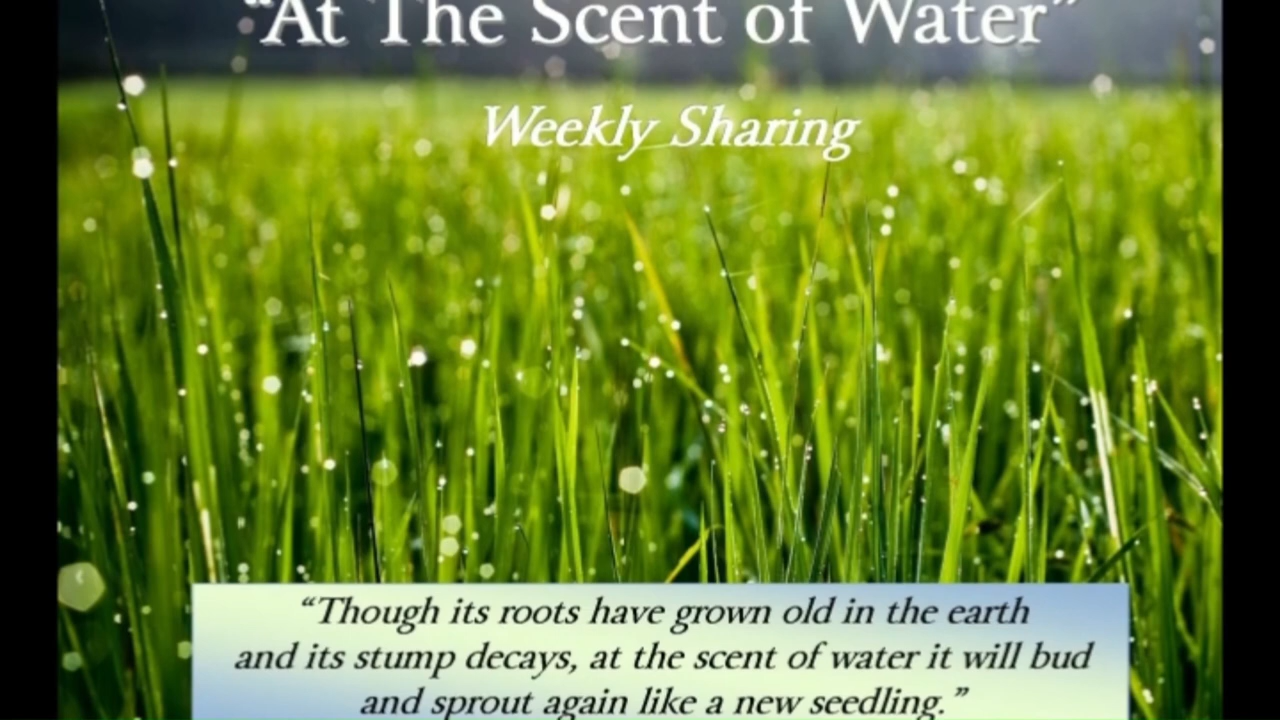 “At The Scent of Water”
Weekly Sharing
“Though its roots have grown old in the earth
and its stump decays, at the scent of water it will bud
and sprout again like a new seedling.”